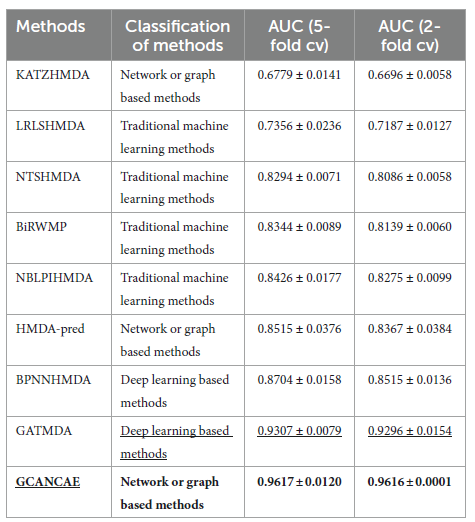 Methods Classification of methods AUC (5-fold cv) AUC (2-fold cv)
KATZHMDA Network or graph based methods 0.6779 ± 0.0141 0.6696 ± 0.0058
LRLSHMDA Traditional machine learning methods 0.7356 ± 0.0236 0.7187 ± 0.0127
NTSHMDA Traditional machine learning methods 0.8294 ± 0.0071 0.8086 ± 0.0058
BiRWMP Traditional machine learning methods 0.8344 ± 0.0089 0.8139 ± 0.0060
NBLPIHMDA Traditional machine learning methods 0.8426 ± 0.0177 0.8275 ± 0.0099
HMDA-pred Network or graph based methods 0.8515 ± 0.0376 0.8367 ± 0.0384
BPNNHMDA Deep learning based methods 0.8704 ± 0.0158 0.8515 ± 0.0136
GATMDA Deep learning based methods 0.9307 ± 0.0079 0.9296 ± 0.0154
GCANCAE Network or graph based methods 0.9617 ± 0.0120 0.9616 ± 0.0001